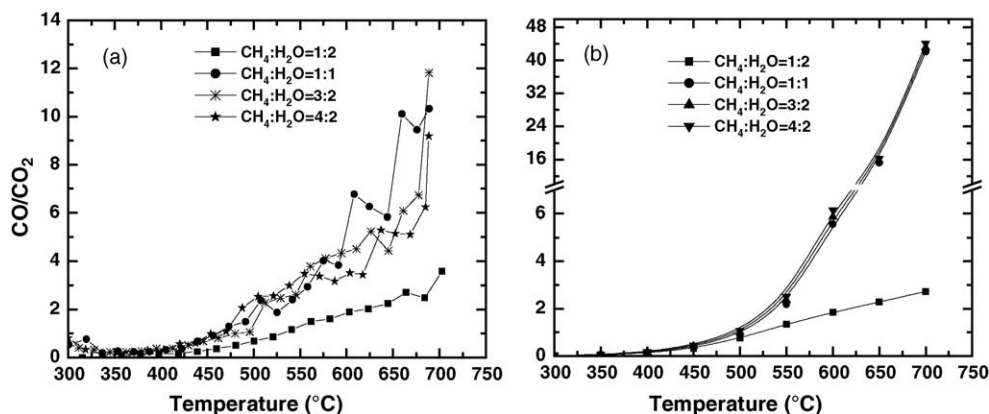 (a)
CH₄:H₂O=1:2
CH₄:H₂O=1:1
CH₄:H₂O=3:2
CH₄:H₂O=4:2
CO/CO₂
14
12
10
8
6
4
2
0
300 350 400 450 500 550 600 650 700 750
Temperature (°C)
(b)
CH₄:H₂O=1:2
CH₄:H₂O=1:1
CH₄:H₂O=3:2
CH₄:H₂O=4:2
48
40
32
24
16
6
4
2
0
300 350 400 450 500 550 600 650 700 750
Temperature (°C)